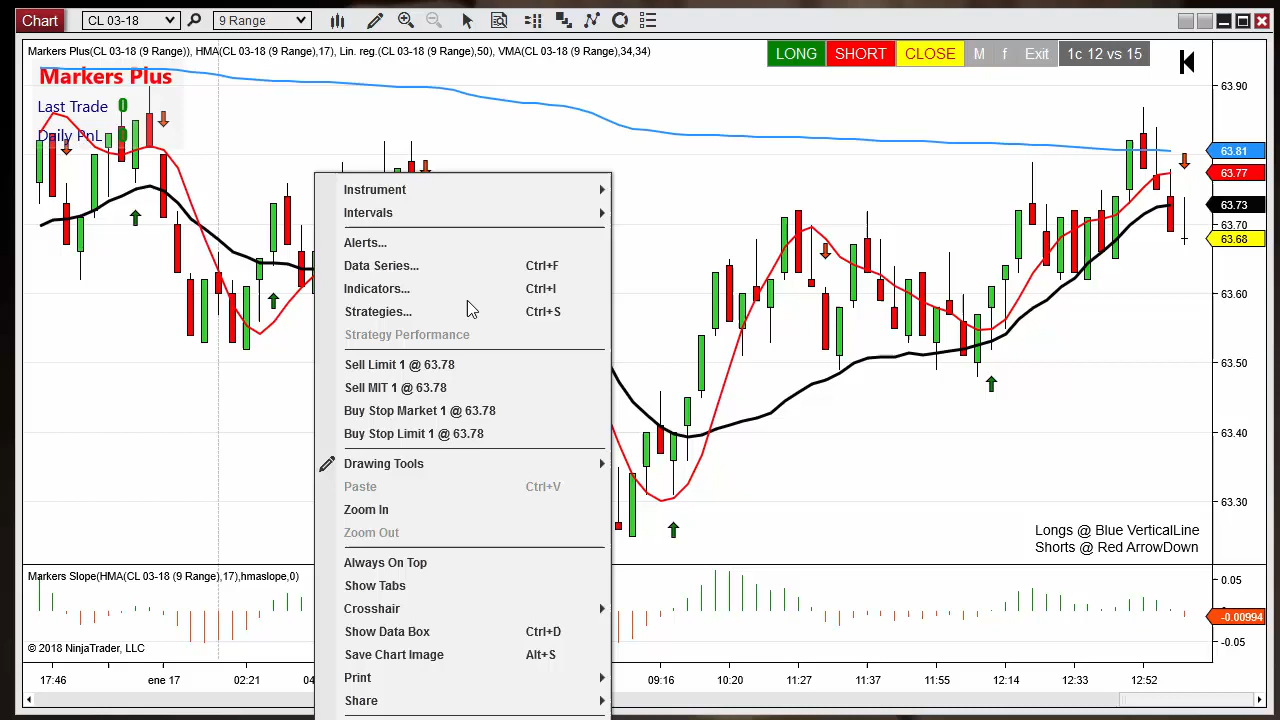 Chart CL 03-18 9 Range
Markers Plus(CL 03-18 (9 Range)), HMA(CL 03-18 (9 Range),17), Lin. reg.(CL 03-18 (9 Range),50), VMA(CL 03-18 (9 Range),34,34)
LONG SHORT CLOSE M f Exit 1c 12 vs 15
Markers Plus
Last Trade 0
Daily PnL 0
63.90
63.81
63.77
63.73
63.70
63.68
63.60
63.50
63.40
63.30
Instrument
Intervals
Alerts...
Data Series... Ctrl+F
Indicators... Ctrl+I
Strategies... Ctrl+S
Strategy Performance
Sell Limit 1 @ 63.78
Sell MIT 1 @ 63.78
Buy Stop Market 1 @ 63.78
Buy Stop Limit 1 @ 63.78
Drawing Tools
Paste Ctrl+V
Zoom In
Zoom Out
Always On Top
Show Tabs
Crosshair
Show Data Box Ctrl+D
Save Chart Image Alt+S
Print
Share
Longs @ Blue VerticalLine
Shorts @ Red ArrowDown
Markers Slope(HMA(CL 03-18 (9 Range),17),hmaslope,0)
0.05
-0.00994
-0.05
© 2018 NinjaTrader, LLC
17:46 ene 17 02:21 04 09:16 10:20 11:27 11:37 11:55 12:14 12:33 12:52